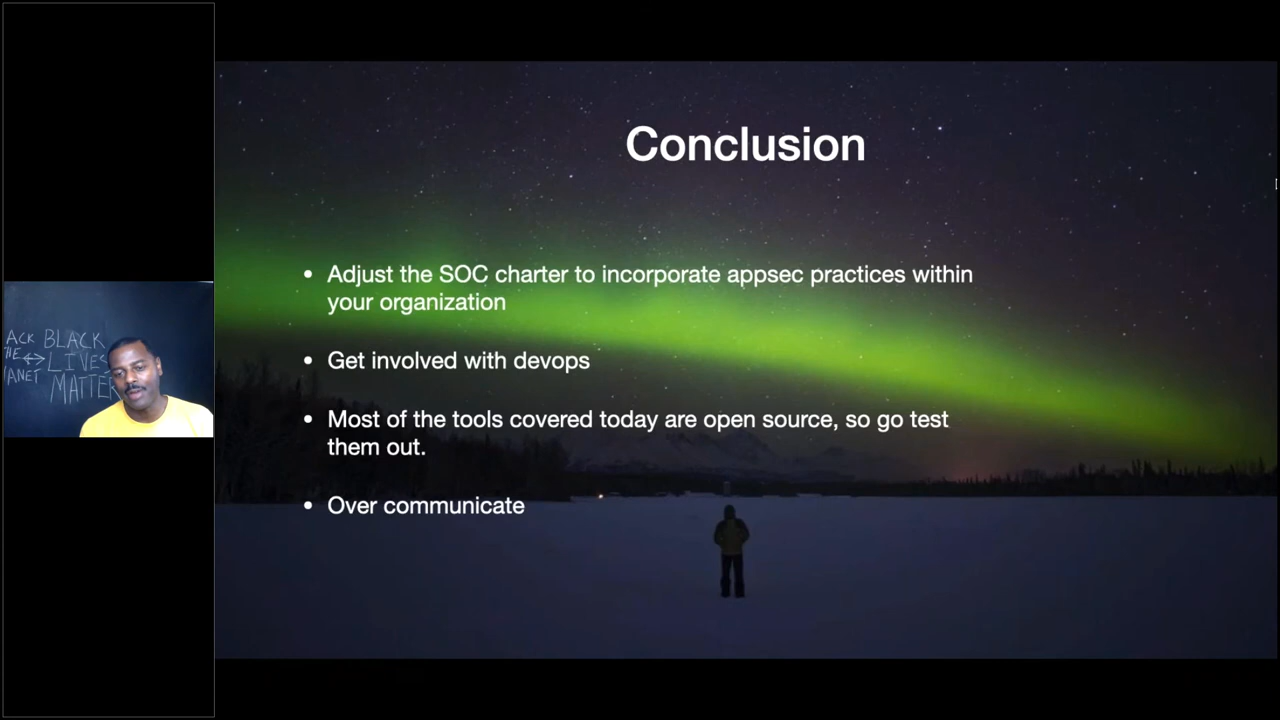 Conclusion
• Adjust the SOC charter to incorporate appsec practices within
your organization
• Get involved with devops
• Most of the tools covered today are open source, so go test
them out.
• Over communicate
ACK BLACK
LIVES
MATTER